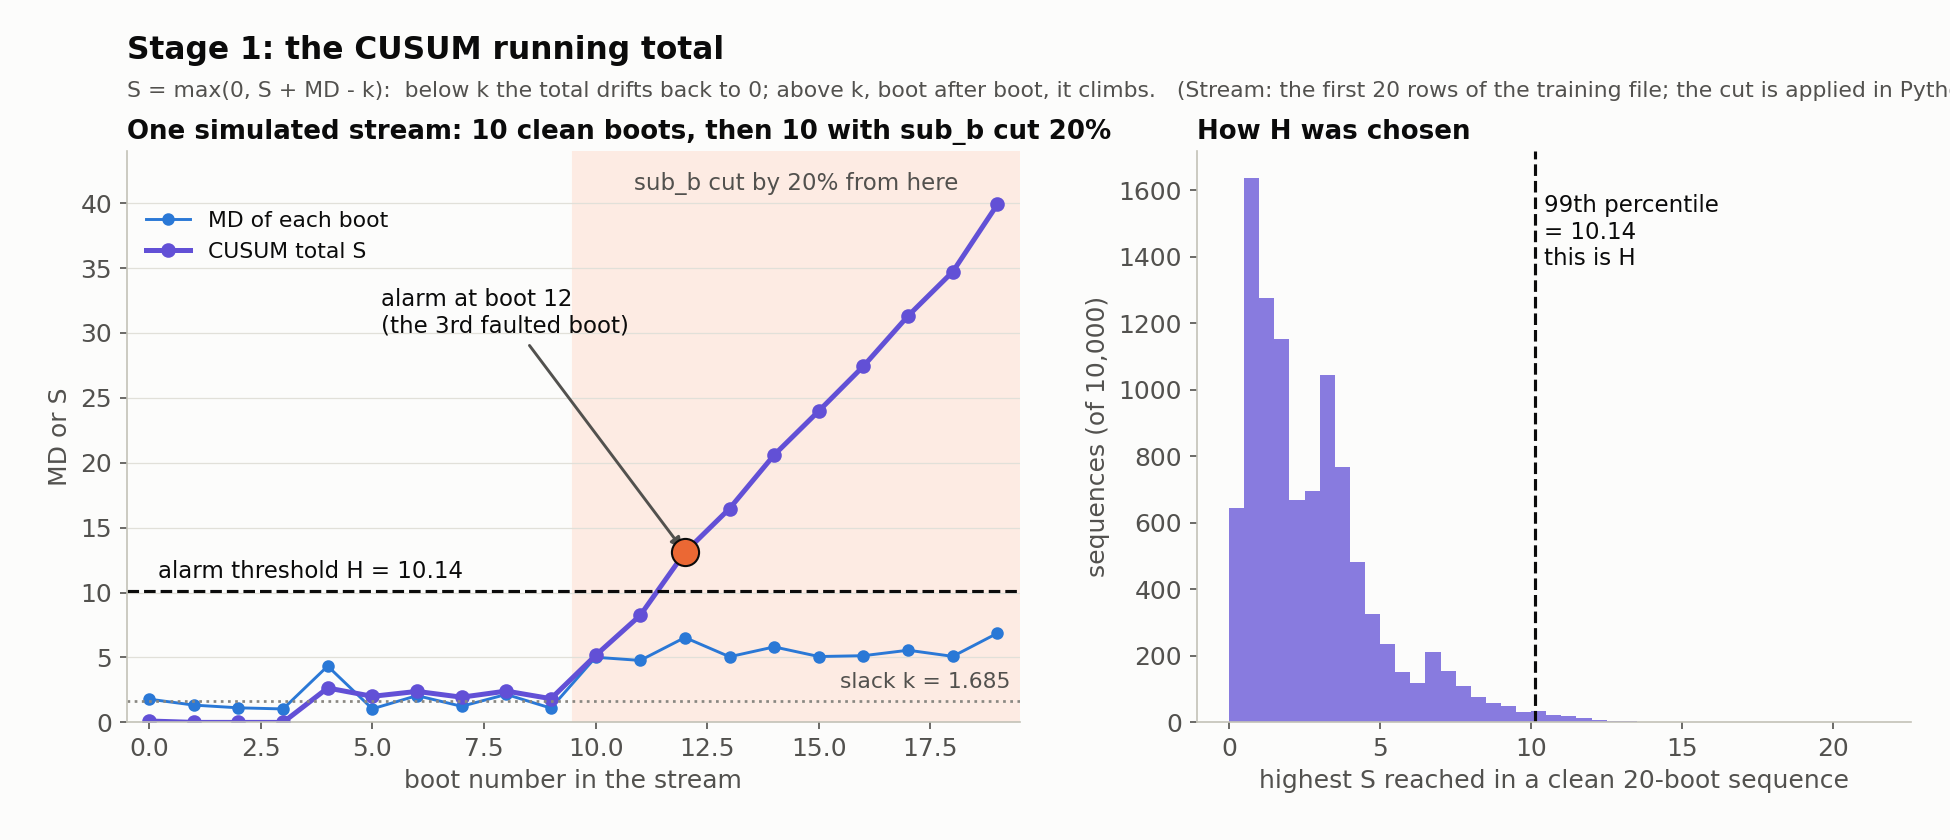 Stage 1: the CUSUM running total
S = max(0, S + MD - k):  below k the total drifts back to 0; above k, boot after boot, it climbs.   (Stream: the first 20 rows of the training file; the cut is applied in
One simulated stream: 10 clean boots, then 10 with sub_b cut 20%
sub_b cut by 20% from here
MD of each boot
CUSUM total S
alarm at boot 12
(the 3rd faulted boot)
alarm threshold H = 10.14
slack k = 1.685
MD or S
40
35
30
25
20
15
10
5
0
0.0 2.5 5.0 7.5 10.0 12.5 15.0 17.5
boot number in the stream
How H was chosen
99th percentile
= 10.14
this is H
sequences (of 10,000)
1600
1400
1200
1000
800
600
400
200
0
0 5 10 15 20
highest S reached in a clean 20-boot sequence